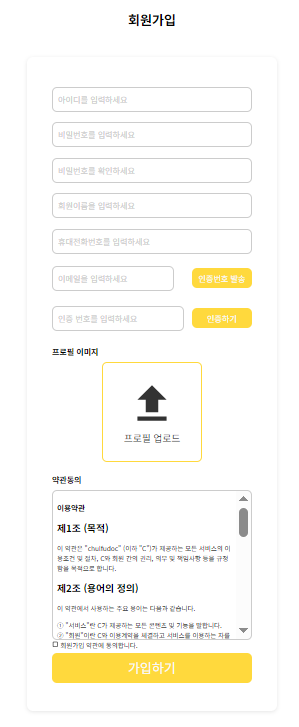 회원가입
아이디를 입력하세요
비밀번호를 입력하세요
비밀번호를 확인하세요
회원이름을 입력하세요
휴대전화번호를 입력하세요
이메일을 입력하세요
인증번호 발송
인증 번호를 입력하세요
인증하기
프로필 이미지
프로필 업로드
약관동의
이용약관
제1조 (목적)
이 약관은 "chulfudoc" (이하 "C")가 제공하는 모든 서비스의 이
용조건 및 절차, C와 회원 간의 권리, 의무 및 책임사항 등을 규정
함을 목적으로 합니다.
제2조 (용어의 정의)
이 약관에서 사용하는 주요 용어는 다음과 같습니다.
① "서비스"란 C가 제공하는 모든 콘텐츠 및 기능을 말합니다.
② "회원"이란 C와 이용계약을 체결하고 서비스를 이용하는 자를
회원가입 약관에 동의합니다.
가입하기